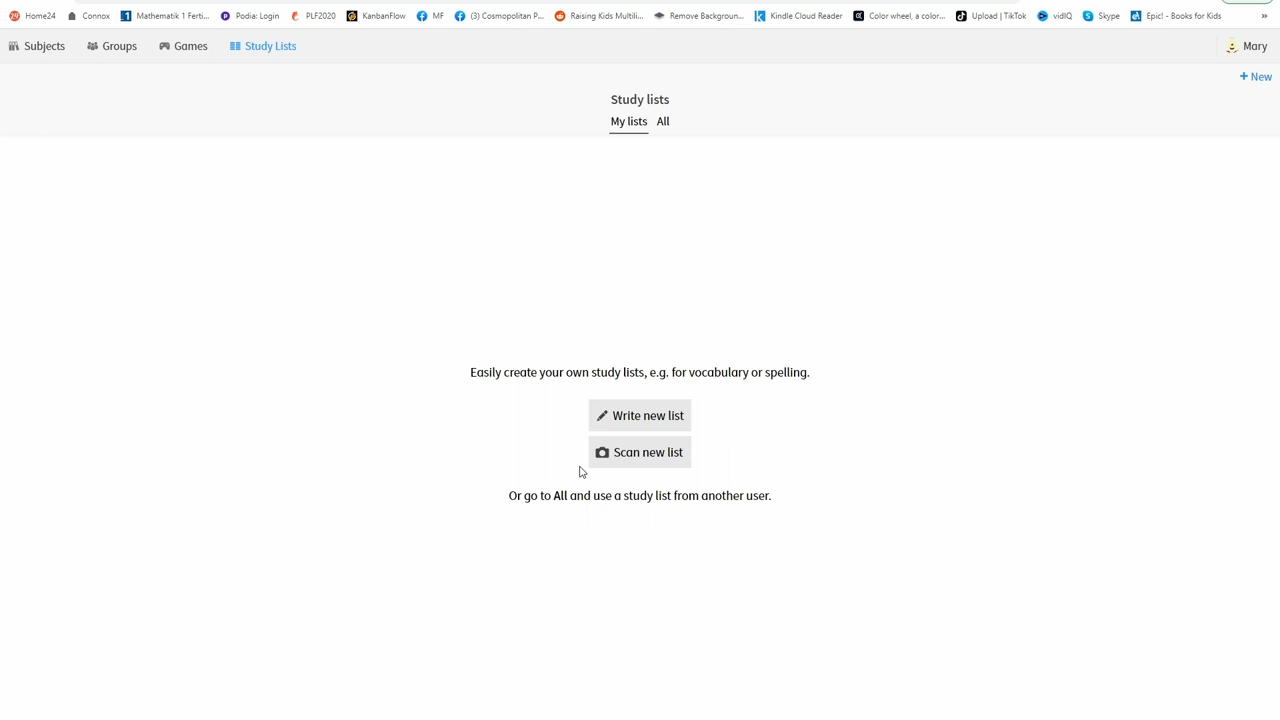 Home24 Connox Mathematik 1 Ferti... Podia: Login PLF2020 KanbanFlow MF (3) Cosmopolitan P... Raising Kids Multili... Remove Backgroun... Kindle Cloud Reader Color wheel, a color... Upload | TikTok vidIQ Skype Epic! - Books for Kids »
Subjects Groups Games Study Lists Mary
+ New
Study lists
My lists All
Easily create your own study lists, e.g. for vocabulary or spelling.
Write new list
Scan new list
Or go to All and use a study list from another user.